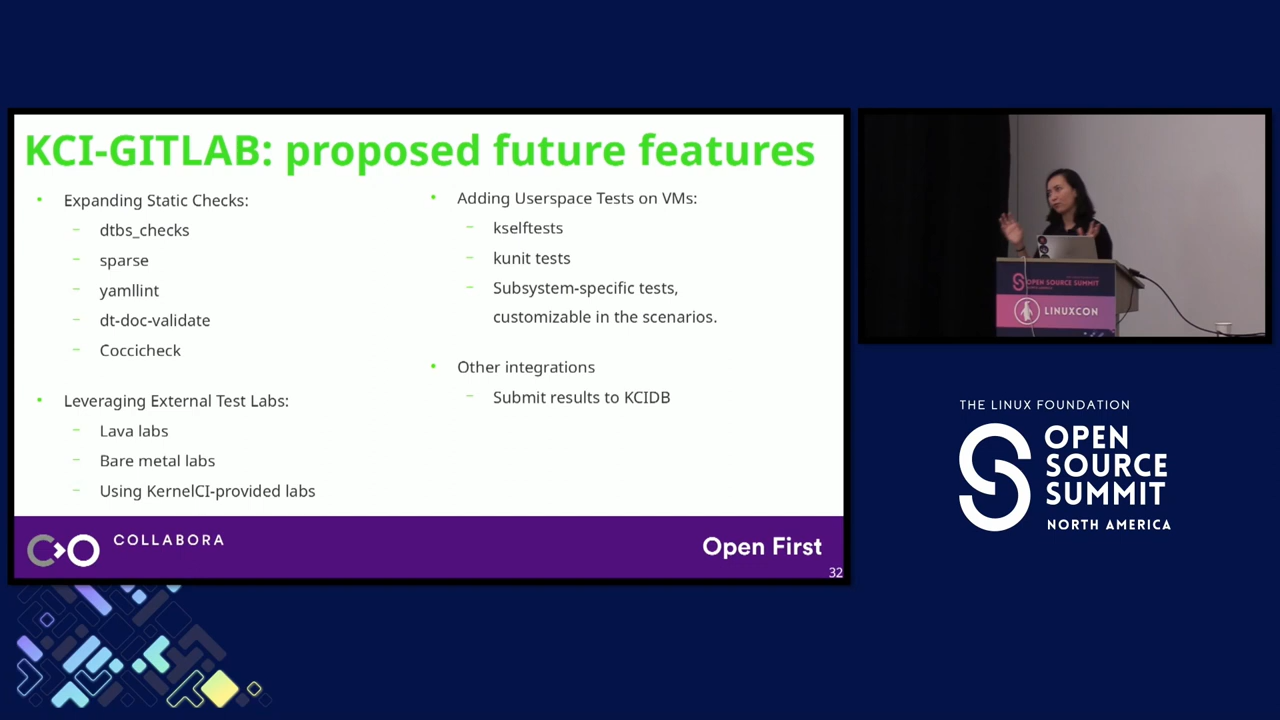 KCI-GITLAB: proposed future features
Expanding Static Checks:
dtbs_checks
sparse
yamllint
dt-doc-validate
Coccicheck
Leveraging External Test Labs:
Lava labs
Bare metal labs
Using KernelCI-provided labs
Adding Userspace Tests on VMs:
kselftests
kunit tests
Subsystem-specific tests,
customizable in the scenarios.
Other integrations
Submit results to KCIDB
COLLABORA
Open First
32
OPEN SOURCE SUMMIT
LINUXCON
THE LINUX FOUNDATION
OPEN
SOURCE
SUMMIT
NORTH AMERICA